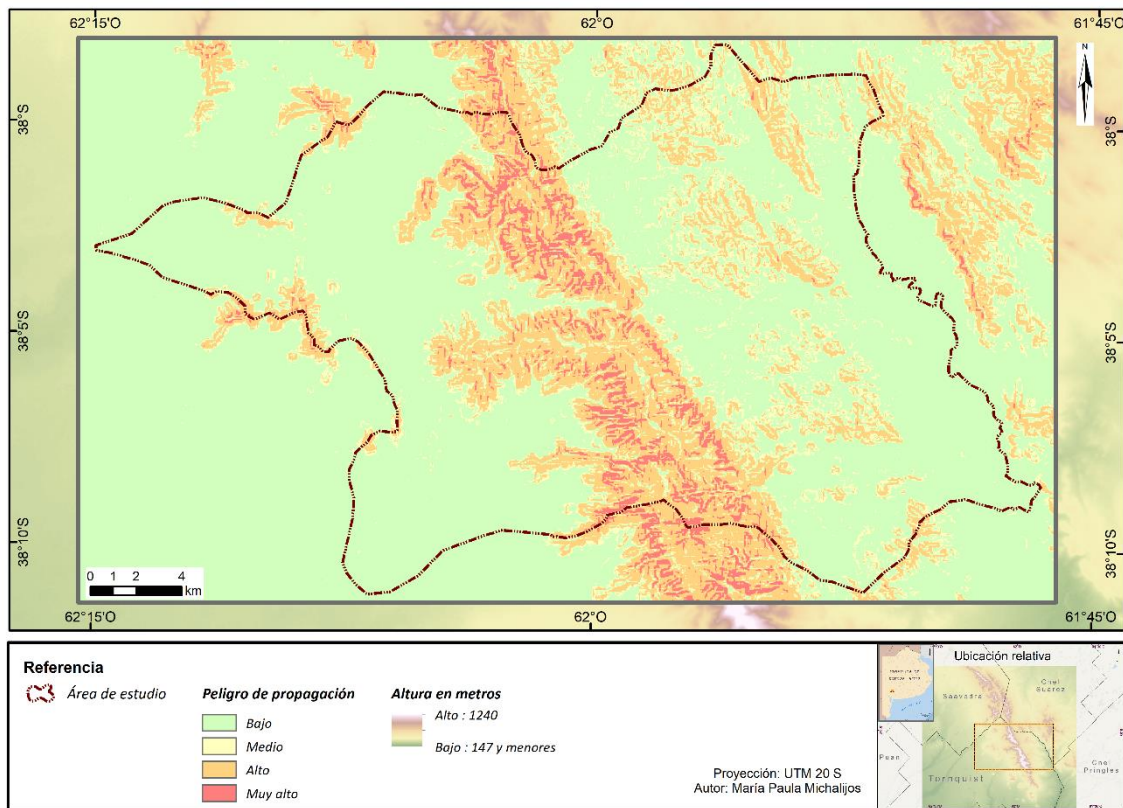 62°15'O
62°O
61°45'O
N
38°S
38°S
38°5'S
38°5'S
38°10'S
38°10'S
0 1 2 4
km
62°15'O
62°O
61°45'O
Referencia
Área de estudio
Peligro de propagación
Bajo
Medio
Alto
Muy alto
Altura en metros
Alto : 1240
Bajo : 147 y menores
Proyección: UTM 20 S
Autor: María Paula Michalijos
Ubicación relativa
Saavedra
Cnel
Suárez
Puan
Tornquist
Cnel
Pringles